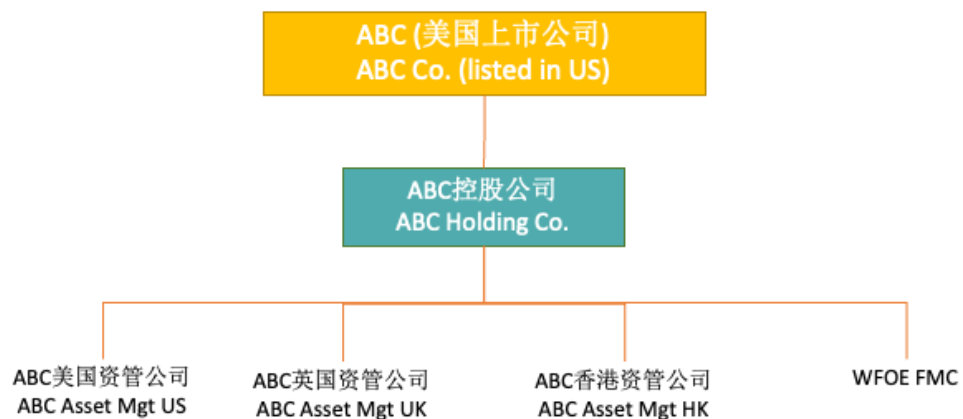 ABC (美国上市公司)
ABC Co. (listed in US)
ABC控股公司
ABC Holding Co.
ABC美国资管公司
ABC Asset Mgt US
ABC英国资管公司
ABC Asset Mgt UK
ABC香港资管公司
ABC Asset Mgt HK
WFOE FMC